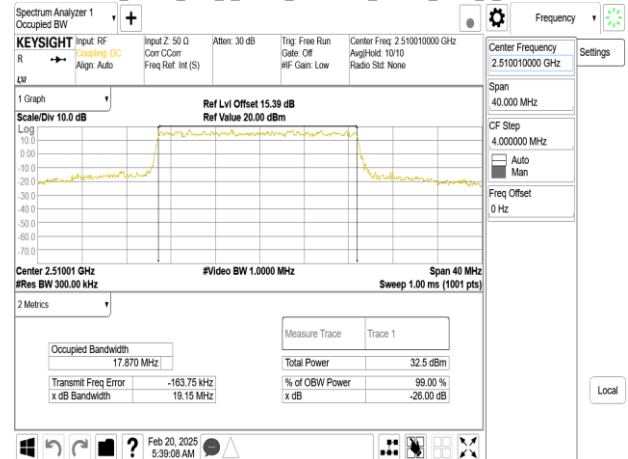 Spectrum Analyzer 1
Occupied BW
Frequency
KEYSIGHT
R
LXI
Input: RF
Coupling: DC
Align: Auto
Input Z: 50 Ω
Corr CCorr
Freq Ref: Int (S)
Atten: 30 dB
Trig: Free Run
Gate: Off
#IF Gain: Low
Center Freq: 2.510010000 GHz
Avg|Hold: 10/10
Radio Std: None
Center Frequency
2.510010000 GHz
Settings
Span
40.000 MHz
CF Step
4.000000 MHz
Auto
Man
Freq Offset
0 Hz
Local
1 Graph
Scale/Div 10.0 dB
Ref Lvl Offset 15.39 dB
Ref Value 20.00 dBm
Log
10.0
0.00
-10.0
-20.0
-30.0
-40.0
-50.0
-60.0
-70.0
Center 2.51001 GHz
#Res BW 300.00 kHz
#Video BW 1.0000 MHz
Span 40 MHz
Sweep 1.00 ms (1001 pts)
2 Metrics
Measure Trace Trace 1
Occupied Bandwidth
17.870 MHz
Total Power 32.5 dBm
Transmit Freq Error -163.75 kHz
% of OBW Power 99.00 %
x dB Bandwidth 19.15 MHz
x dB -26.00 dB
Feb 20, 2025
5:39:08 AM